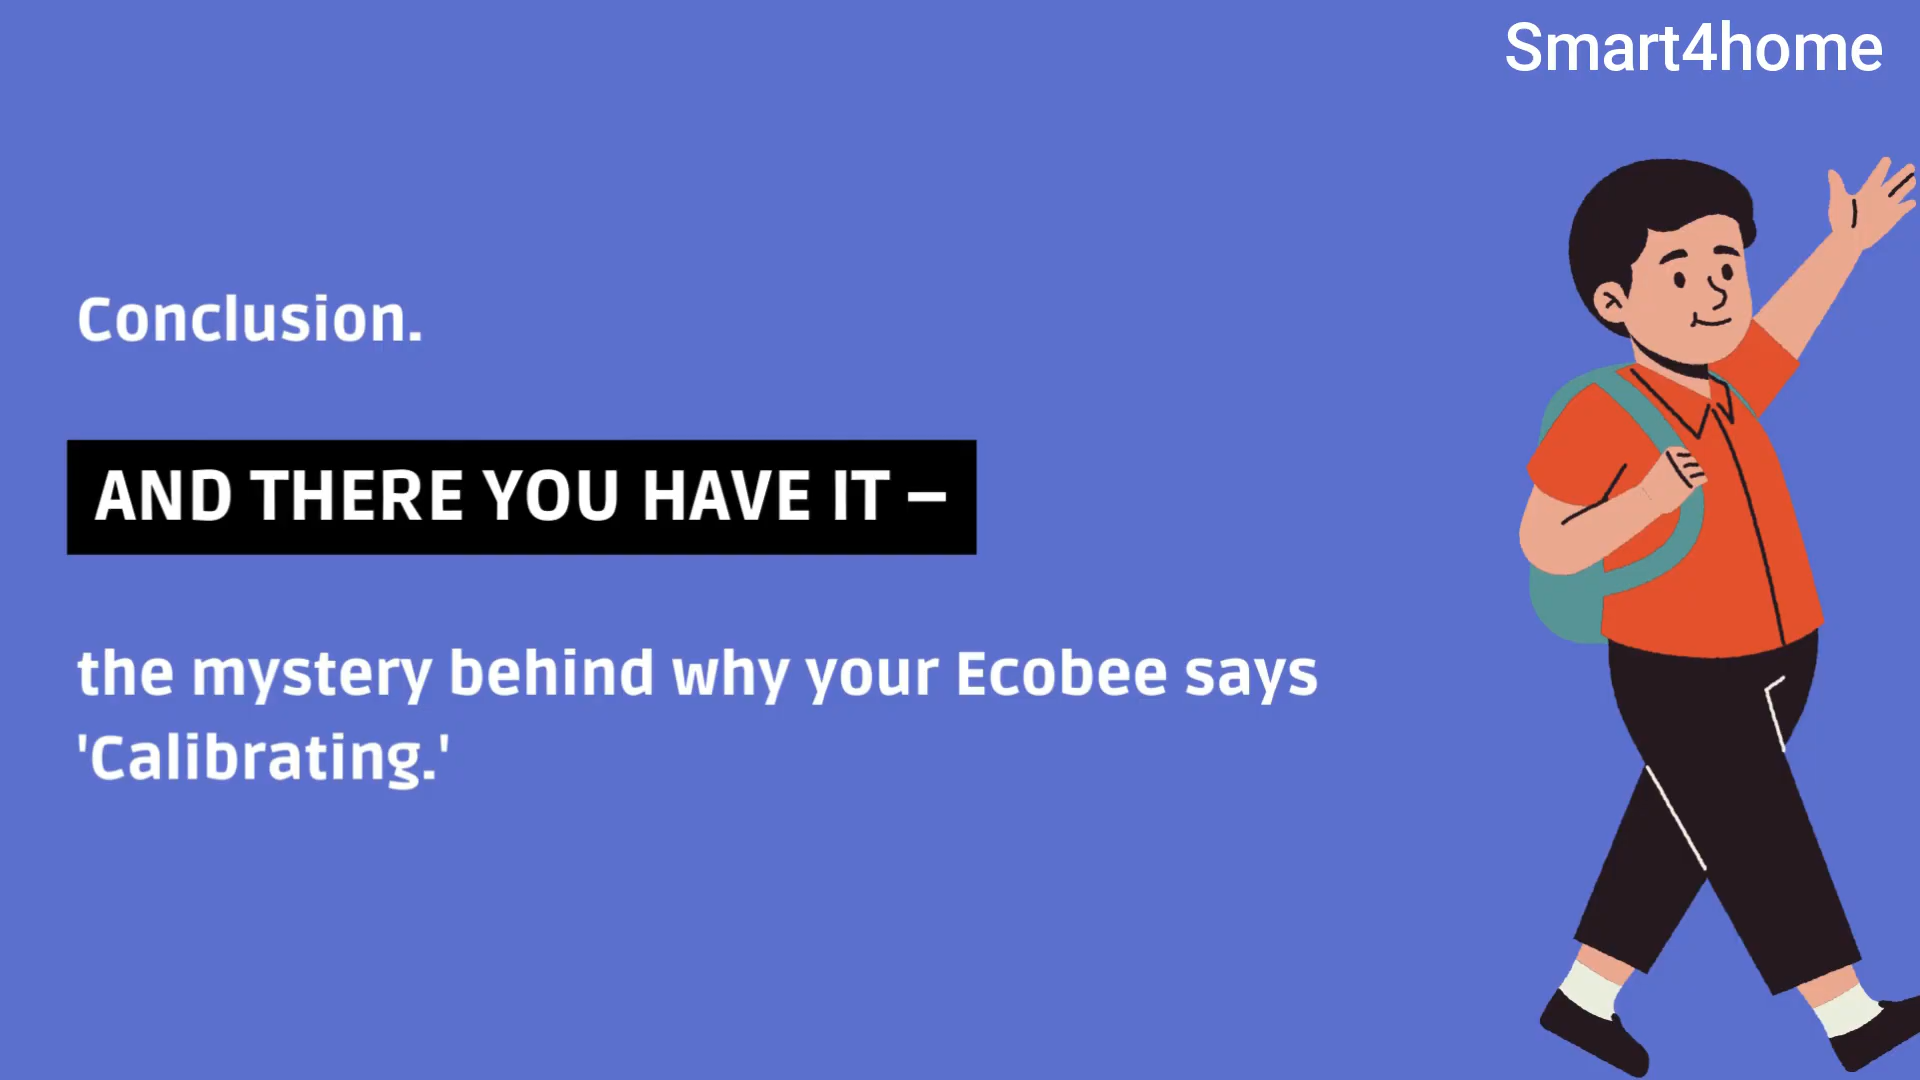 Smart4home
Conclusion.
AND THERE YOU HAVE IT –
the mystery behind why your Ecobee says
'Calibrating.'